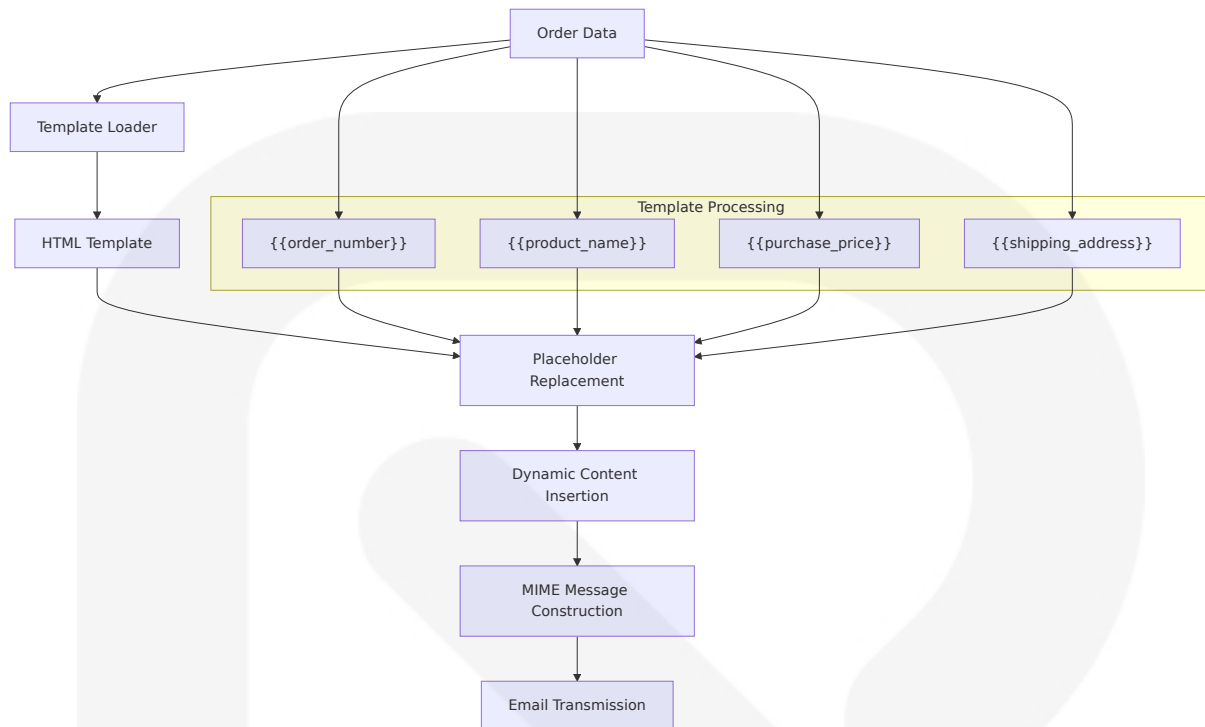 Order Data
Template Loader
Template Processing
HTML Template
{{order_number}}
{{product_name}}
{{purchase_price}}
{{shipping_address}}
Placeholder
Replacement
Dynamic Content
Insertion
MIME Message
Construction
Email Transmission